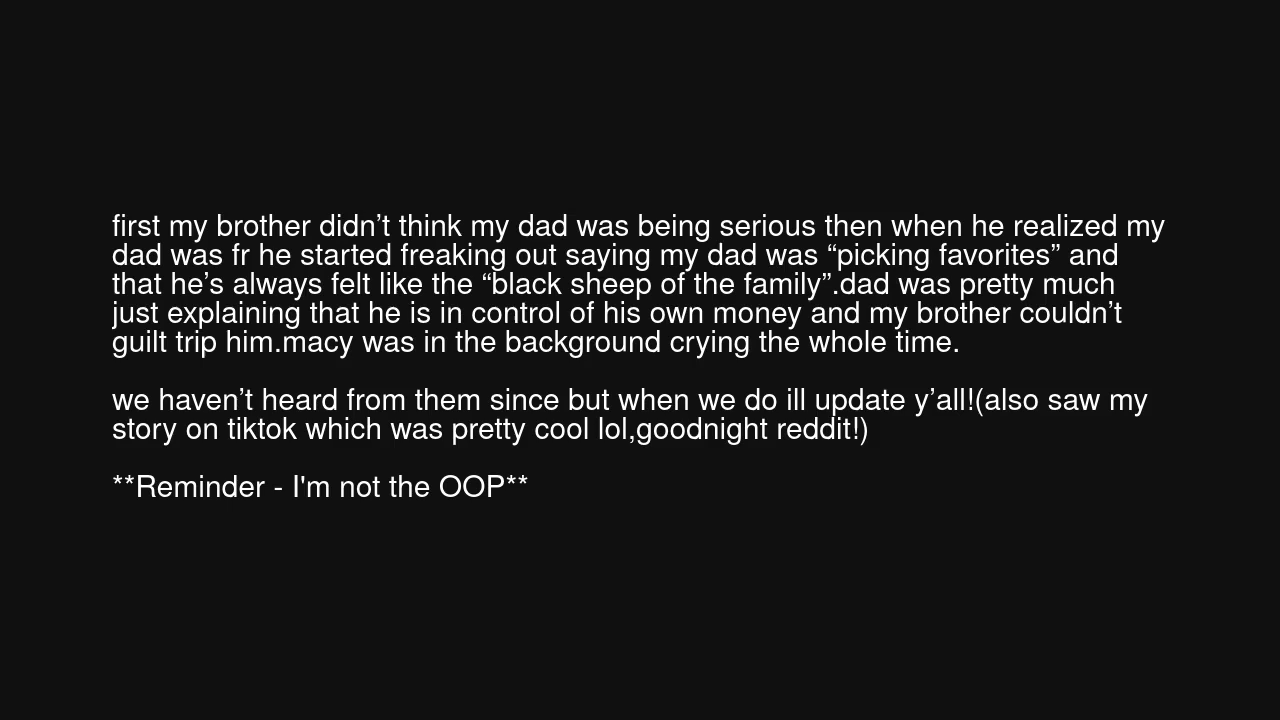 first my brother didn’t think my dad was being serious then when he realized my
dad was fr he started freaking out saying my dad was “picking favorites” and
that he’s always felt like the “black sheep of the family”.dad was pretty much
just explaining that he is in control of his own money and my brother couldn’t
guilt trip him.macy was in the background crying the whole time.
we haven’t heard from them since but when we do ill update y’all!(also saw my
story on tiktok which was pretty cool lol,goodnight reddit!)
**Reminder - I'm not the OOP**